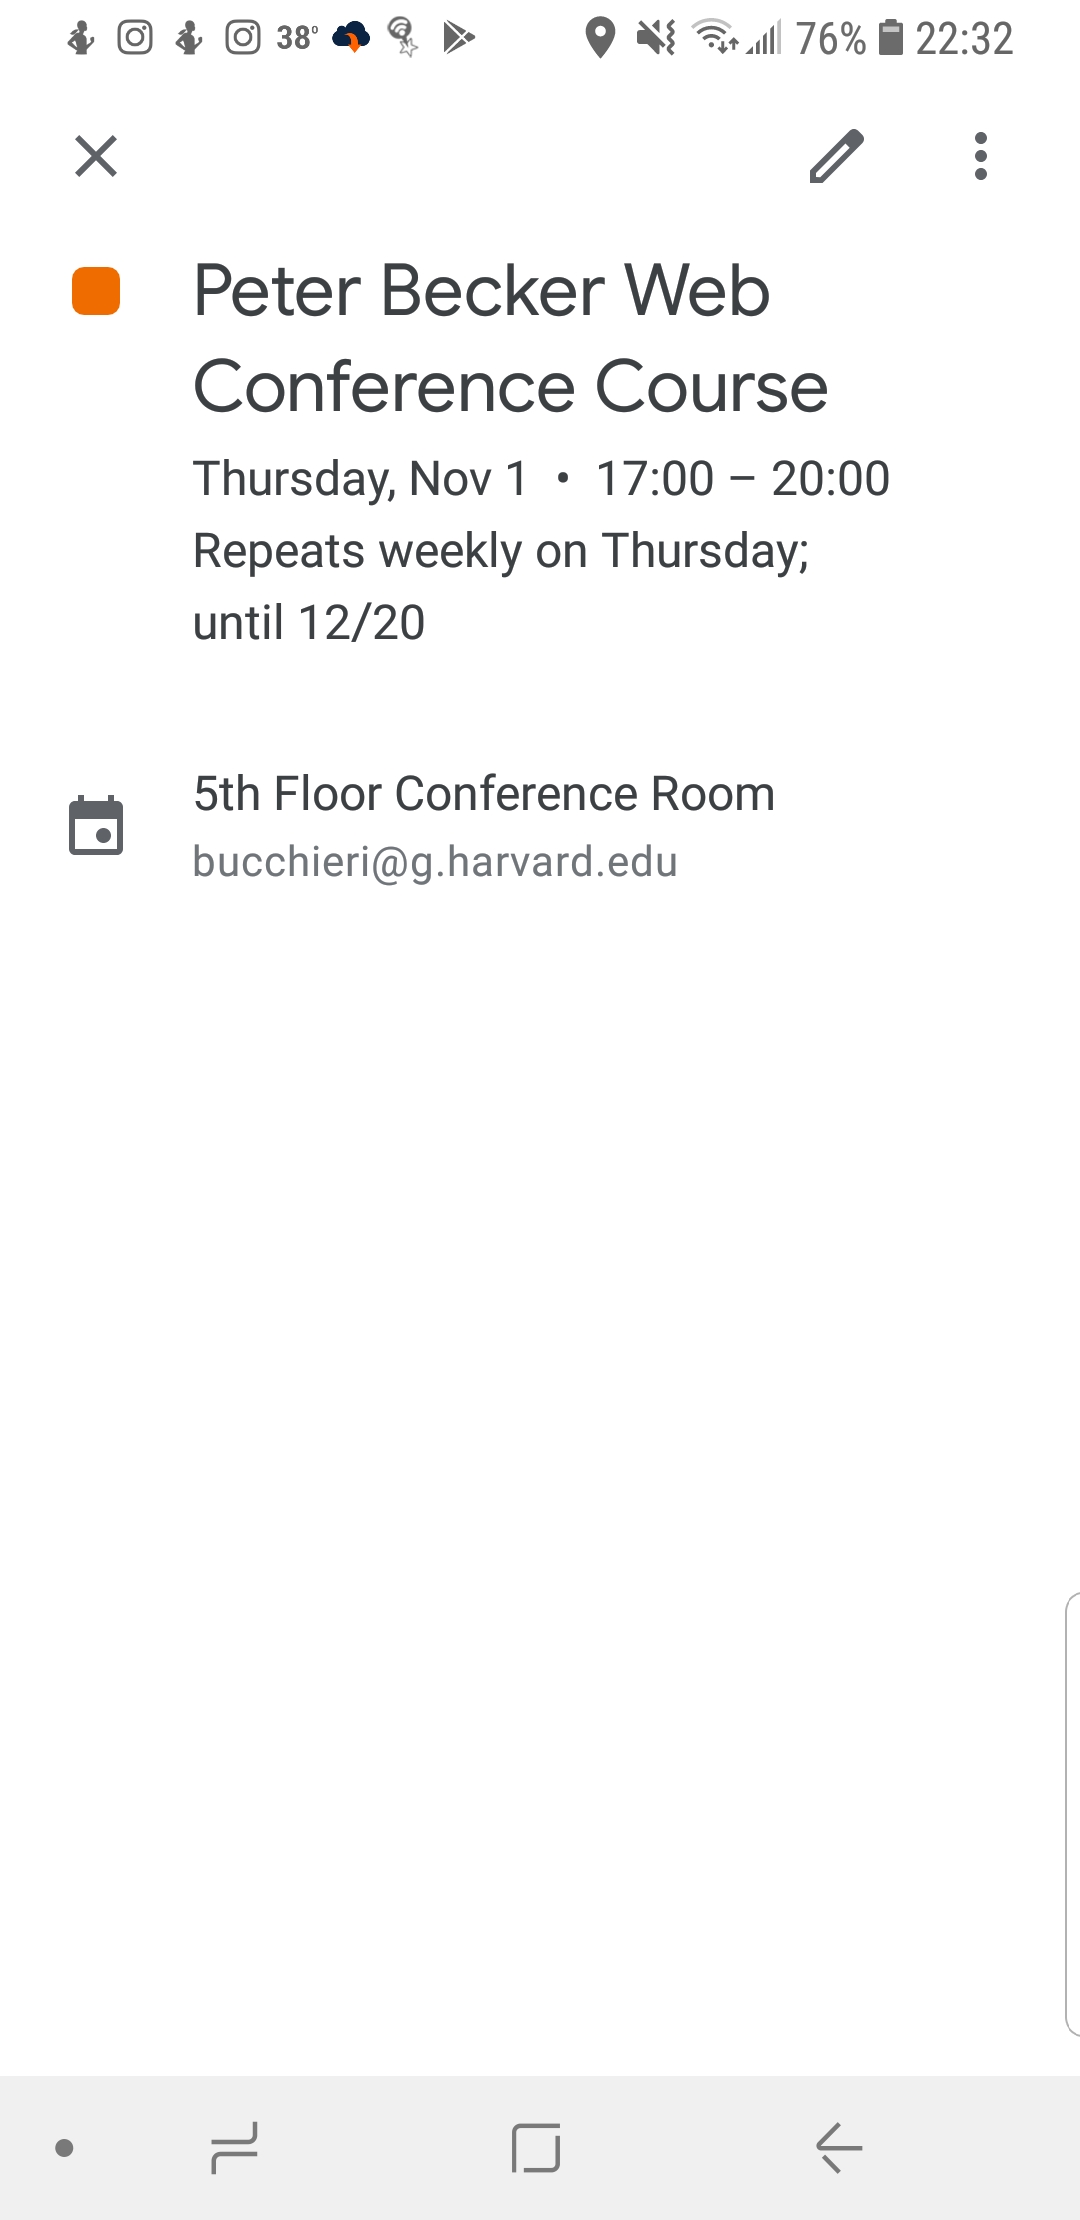 38° 76% 22:32
Peter Becker Web
Conference Course
Thursday, Nov 1 • 17:00 – 20:00
Repeats weekly on Thursday;
until 12/20
5th Floor Conference Room
bucchieri@g.harvard.edu